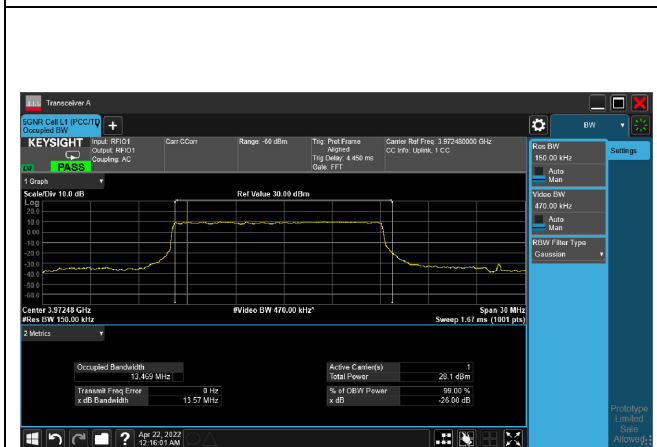 Transceiver A
5GNR Cell L1 (PCC/TD
Occupied BW
BW
KEYSIGHT
Input: RFIO1
Output: RFIO1
Coupling: AC
Corr CCorr
Range: -60 dBm
Trig: Prot Frame
Aligned
Trig Delay: 4.450 ms
Gate: FFT
Carrier Ref Freq: 3.972480000 GHz
CC Info: Uplink, 1 CC
PASS
Res BW
150.00 kHz
Auto
Man
Settings
Video BW
470.00 kHz
Auto
Man
RBW Filter Type
Gaussian
1 Graph
Scale/Div 10.0 dB
Ref Value 30.00 dBm
Log
20.0
10.0
0.00
-10.0
-20.0
-30.0
-40.0
-50.0
-60.0
Center 3.97248 GHz
#Video BW 470.00 kHz*
Span 30 MHz
#Res BW 150.00 kHz
Sweep 1.67 ms (1001 pts)
2 Metrics
Occupied Bandwidth
13.469 MHz
Active Carrier(s) 1
Total Power 28.1 dBm
Transmit Freq Error 0 Hz
x dB Bandwidth 13.57 MHz
% of OBW Power 99.00 %
x dB -26.00 dB
Prototype
Limited
Sale
Allowed
?
Apr 22, 2022
12:16:01 AM